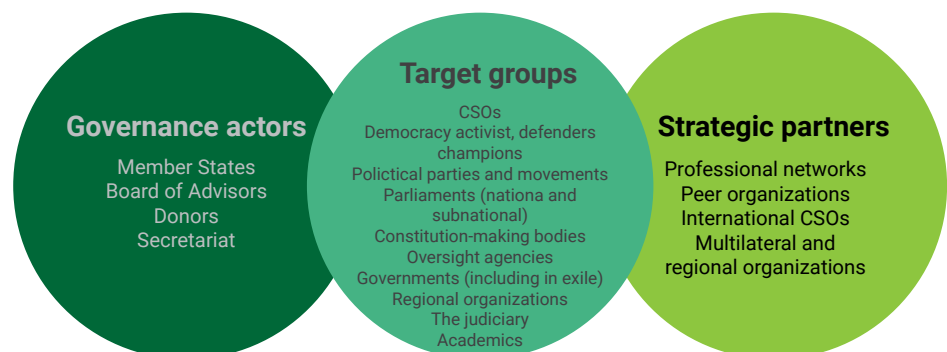 Governance actors
Member States
Board of Advisors
Donors
Secretariat
Target groups
CSOs
Democracy activist, defenders
champions
Polictical parties and movements
Parliaments (nationa and
subnational)
Constitution-making bodies
Oversight agencies
Governments (including in exile)
Regional organizations
The judiciary
Academics
Strategic partners
Professional networks
Peer organizations
International CSOs
Multilateral and
regional organizations